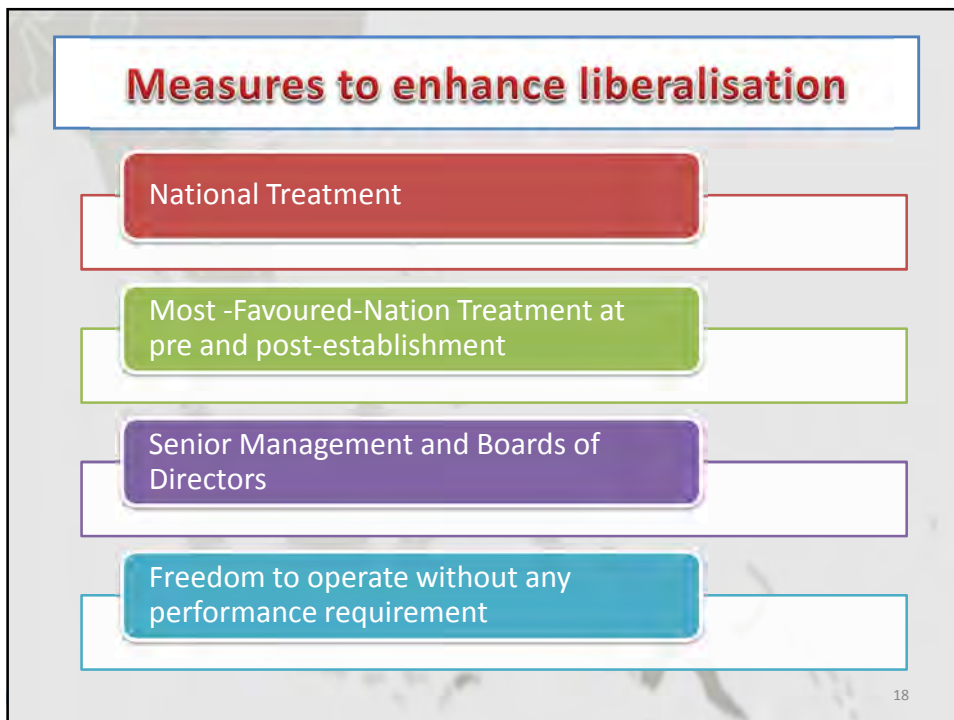 Measures to enhance liberalisation
National Treatment
Most -Favoured-Nation Treatment at
pre and post-establishment
Senior Management and Boards of
Directors
Freedom to operate without any
performance requirement
18